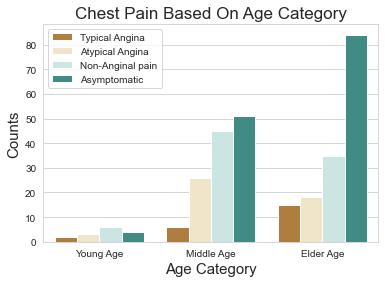 Chest Pain Based On Age Category
Typical Angina
Atypical Angina
Non-Anginal pain
Asymptomatic
Counts
80
70
60
50
40
30
20
10
0
Young Age
Middle Age
Elder Age
Age Category